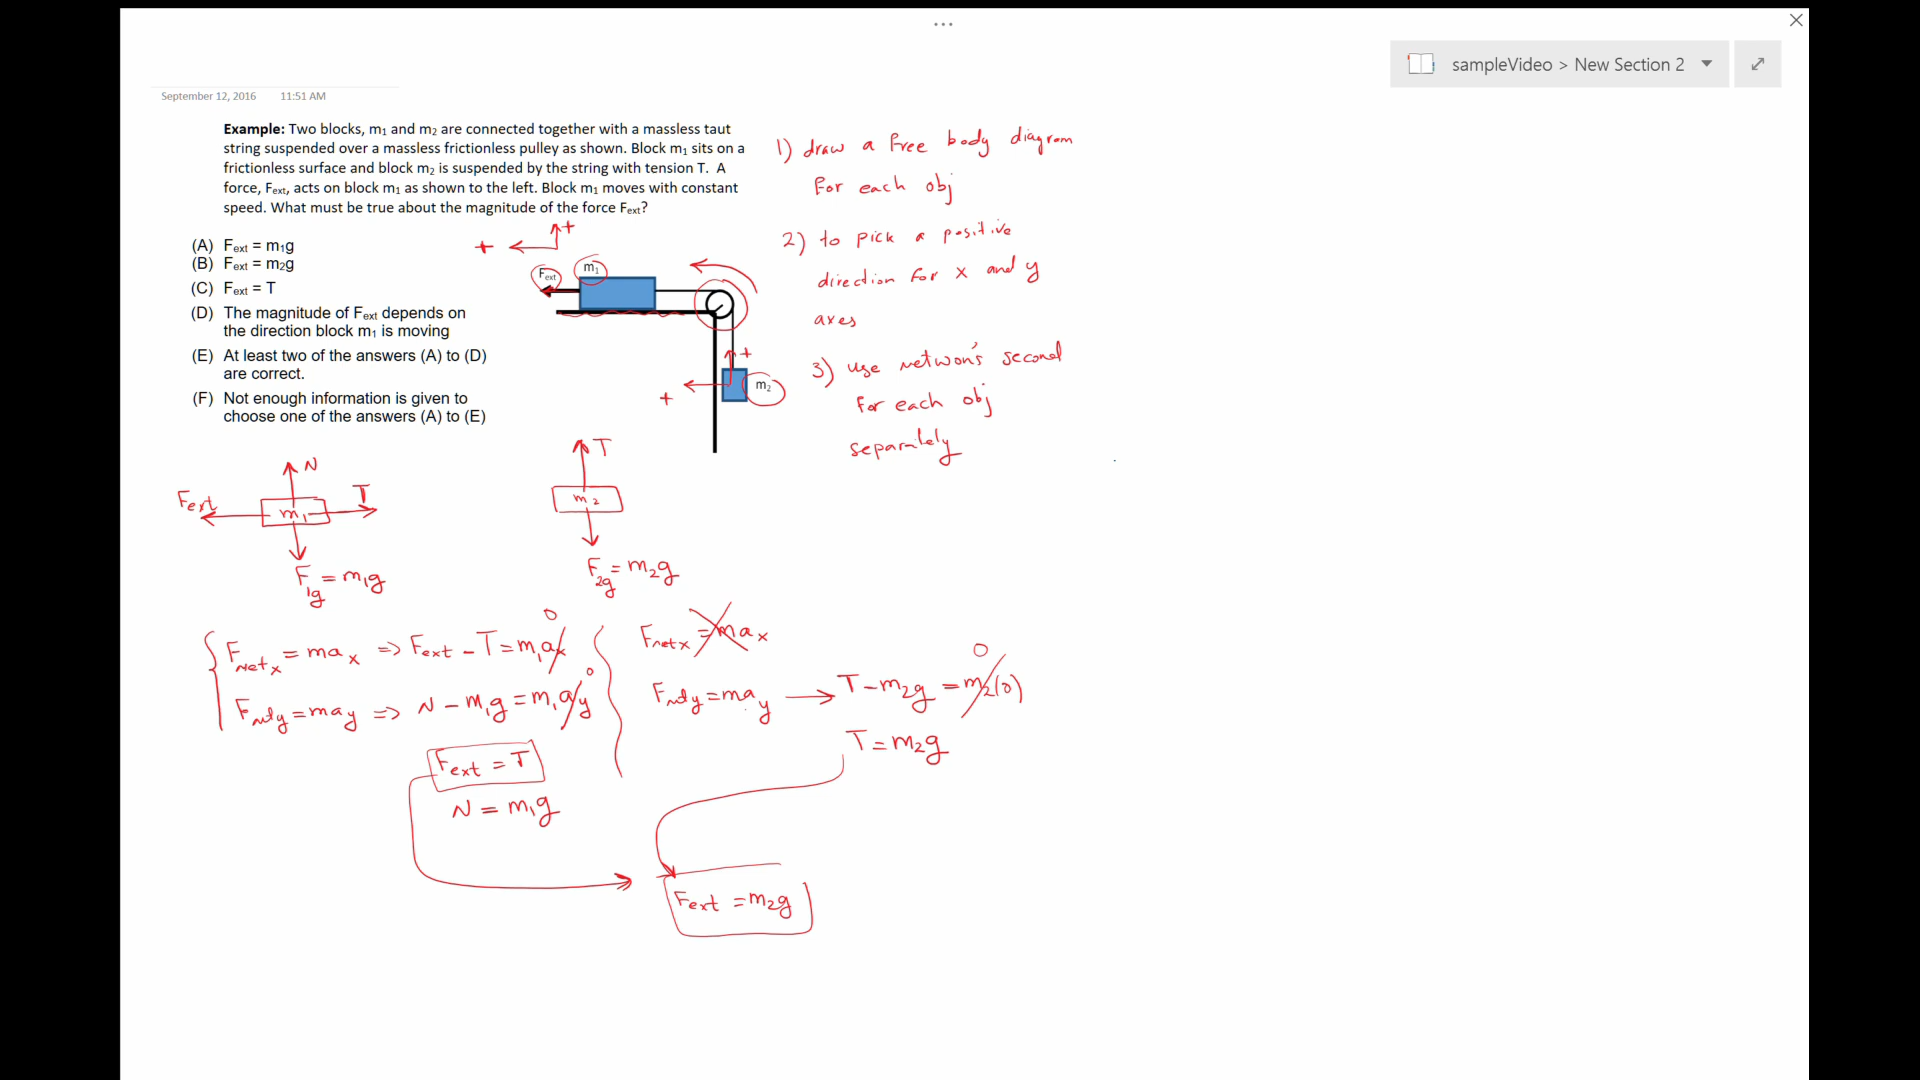 sampleVideo > New Section 2
September 12, 2016 11:51 AM
Example: Two blocks, m₁ and m₂ are connected together with a massless taut
string suspended over a massless frictionless pulley as shown. Block m₁ sits on a
frictionless surface and block m₂ is suspended by the string with tension T. A
force, Fext, acts on block m₁ as shown to the left. Block m₁ moves with constant
speed. What must be true about the magnitude of the force Fext?
(A) Fext = m₁g
(B) Fext = m₂g
(C) Fext = T
(D) The magnitude of Fext depends on
the direction block m₁ is moving
(E) At least two of the answers (A) to (D)
are correct.
(F) Not enough information is given to
choose one of the answers (A) to (E)
+ +
Fext m₁
+
+ m₂
1) draw a free body diagram
for each obj
2) to pick a positive
direction for x and y
axes
3) use netwon's second
for each obj
separately
N
Fext m₁ T
F1g = m₁g
T
m₂
F2g = m₂g
Fnetx = max => Fext - T = m₁ax 0
Fnety = may => N - m₁g = m₁ay 0
Fext = T
N = m₁g
Fnetx = max
Fnety = may → T - m₂g = m₂(0) 0
T = m₂g
Fext = m₂g